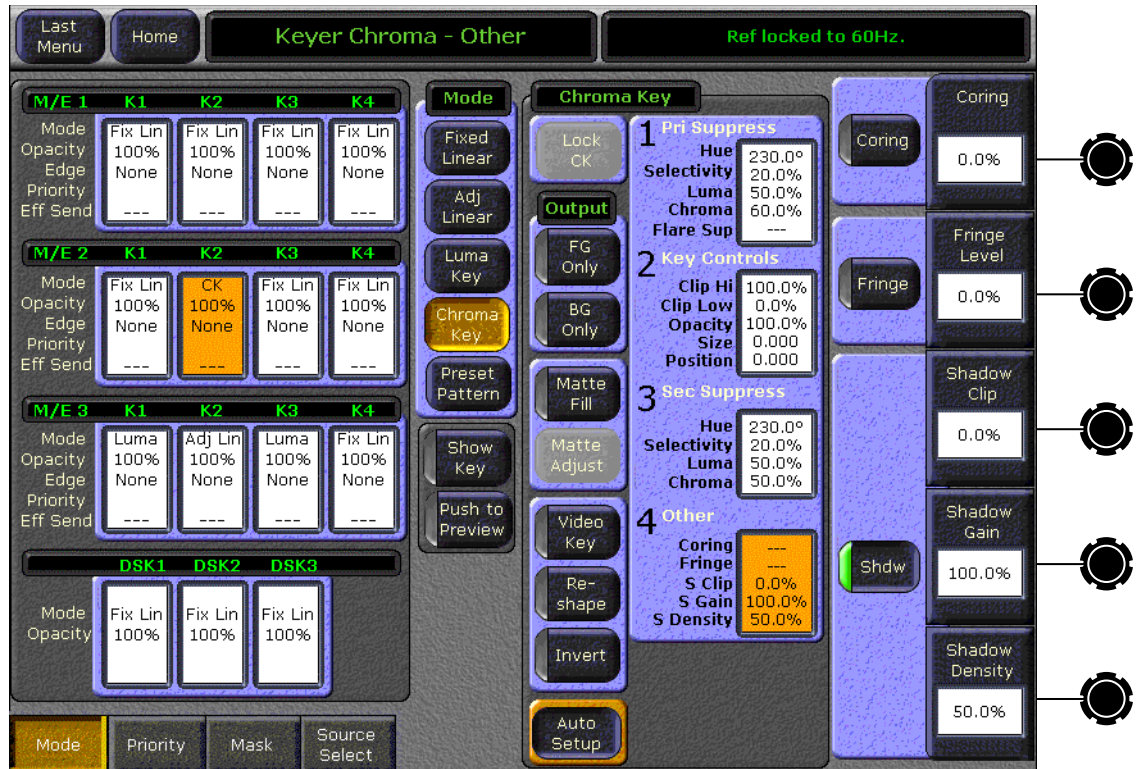 Last Menu
Home
Keyer Chroma - Other
Ref locked to 60Hz.
M/E 1 K1 K2 K3 K4
Mode Fix Lin Fix Lin Fix Lin Fix Lin
Opacity 100% 100% 100% 100%
Edge None None None None
Priority
Eff Send --- --- --- ---
M/E 2 K1 K2 K3 K4
Mode Fix Lin CK Fix Lin Fix Lin
Opacity 100% 100% 100% 100%
Edge None None None None
Priority
Eff Send --- --- --- ---
M/E 3 K1 K2 K3 K4
Mode Luma Adj Lin Luma Fix Lin
Opacity 100% 100% 100% 100%
Edge None None None None
Priority
Eff Send --- --- --- ---
DSK1 DSK2 DSK3
Mode Fix Lin Fix Lin Fix Lin
Opacity 100% 100% 100%
Mode
Priority
Mask
Source Select
Mode
Fixed Linear
Adj Linear
Luma Key
Chroma Key
Preset Pattern
Show Key
Push to Preview
Chroma Key
Lock CK
Output
FG Only
BG Only
Matte Fill
Matte Adjust
Video Key
Re-shape
Invert
Auto Setup
1 Pri Suppress
Hue 230.0°
Selectivity 20.0%
Luma 50.0%
Chroma 60.0%
Flare Sup ---
2 Key Controls
Clip Hi 100.0%
Clip Low 0.0%
Opacity 100.0%
Size 0.000
Position 0.000
3 Sec Suppress
Hue 230.0°
Selectivity 20.0%
Luma 50.0%
Chroma 50.0%
4 Other
Coring ---
Fringe ---
S Clip 0.0%
S Gain 100.0%
S Density 50.0%
Coring
Fringe
Shdw
Coring
0.0%
Fringe Level
0.0%
Shadow Clip
0.0%
Shadow Gain
100.0%
Shadow Density
50.0%